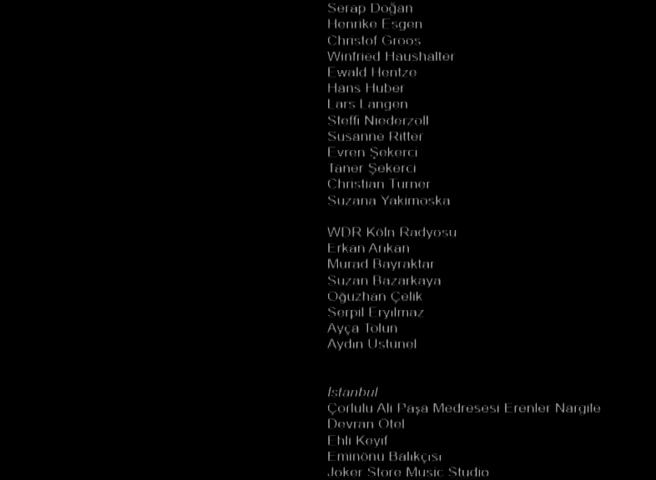 Serap Doğan
Henrike Esgen
Christof Groos
Winfried Haushalter
Ewald Hentze
Hans Huber
Lars Langen
Steffi Niederzoll
Susanne Ritter
Evren Şekerci
Taner Şekerci
Christian Turner
Suzana Yakimoska
WDR Köln Radyosu
Erkan Arıkan
Murad Bayraktar
Suzan Bazarkaya
Oğuzhan Çelik
Serpil Eryılmaz
Ayça Tolun
Aydın Üstünel
İstanbul
Çorlulu Ali Paşa Medresesi Erenler Nargile
Devran Otel
Ehli Keyif
Eminönü Balıkçısı
Joker Store Music Studio